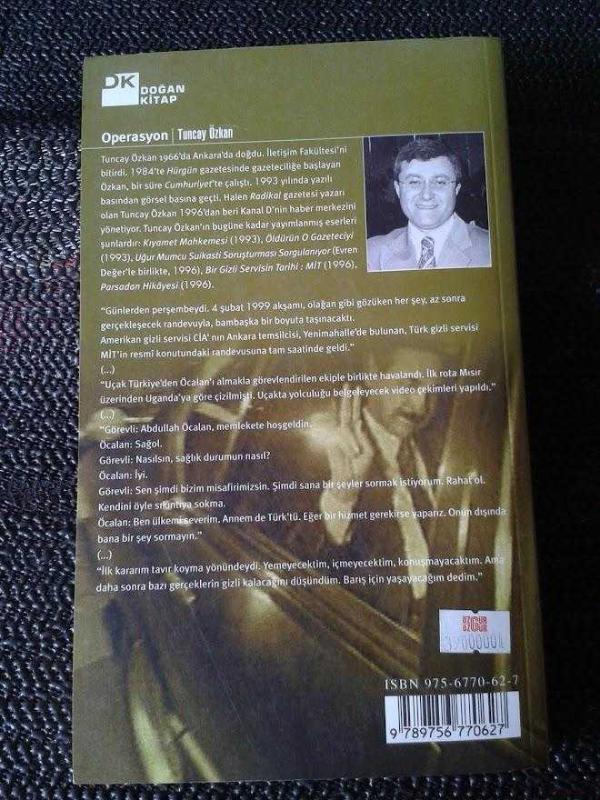 DK DOĞAN
KİTAP
Operasyon | Tuncay Özkan
Tuncay Özkan 1966'da Ankara'da doğdu. İletişim Fakültesi'ni
bitirdi. 1984'te Hürgün gazetesinde gazeteciliğe başlayan
Özkan, bir süre Cumhuriyet'te çalıştı. 1993 yılında yazılı
basından görsel basına geçti. Halen Radikal gazetesi yazarı
olan Tuncay Özkan 1996'dan beri Kanal D'nin haber merkezini
yönetiyor. Tuncay Özkan'ın bugüne kadar yayımlanmış eserleri
şunlardır: Kıyamet Mahkemesi (1993), Öldürün O Gazeteciyi
(1993), Uğur Mumcu Suikasti Soruşturması Sorgulanıyor (Evren
Değer'le birlikte, 1996), Bir Gizli Servisin Tarihi : MİT (1996),
Parsadan Hikâyesi (1996).
"Günlerden perşembeydi. 4 şubat 1999 akşamı, olağan gibi gözüken her şey, az sonra
gerçekleşecek randevuyla, bambaşka bir boyuta taşınacaktı.
Amerikan gizli servisi CİA' nın Ankara temsilcisi, Yenimahalle'de bulunan, Türk gizli servisi
MİT'in resmî konutundaki randevusuna tam saatinde geldi."
(...)
"Uçak Türkiye'den Öcalan'ı almakla görevlendirilen ekiple birlikte havalandı. İlk rota Mısır
üzerinden Uganda'ya göre çizilmişti. Uçakta yolculuğu belgeleyecek video çekimleri yapıldı."
(...)
"Görevli: Abdullah Öcalan, memlekete hoşgeldin.
Öcalan: Sağol.
Görevli: Nasılsın, sağlık durumun nasıl?
Öcalan: İyi.
Görevli: Sen şimdi bizim misafirimizsin. Şimdi sana bir şeyler sormak istiyorum. Rahat ol.
Kendini öyle sıkıntıya sokma.
Öcalan: Ben ülkemi severim. Annem de Türk'tü. Eğer bir hizmet gerekirse yaparız. Onun dışında
bana bir şey sormayın."
(...)
"İlk kararım tavır koyma yönündeydi. Yemeyecektim, içmeyecektim, konuşmayacaktım. Ama
daha sonra bazı gerçeklerin gizli kalacağını düşündüm. Barış için yaşayacağım dedim."
ÖZGÜR
ISBN 975-6770-62-7
9 789756 770627